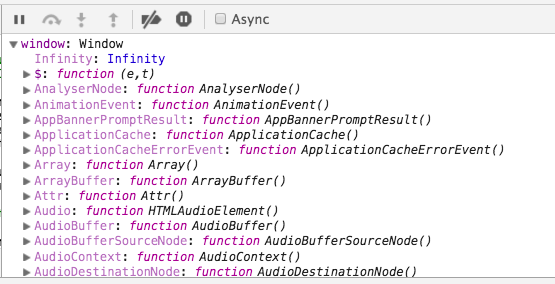 Async
window: Window
Infinity: Infinity
$: function (e,t)
AnalyserNode: function AnalyserNode()
AnimationEvent: function AnimationEvent()
AppBannerPromptResult: function AppBannerPromptResult()
ApplicationCache: function ApplicationCache()
ApplicationCacheErrorEvent: function ApplicationCacheErrorEvent()
Array: function Array()
ArrayBuffer: function ArrayBuffer()
Attr: function Attr()
Audio: function HTMLAudioElement()
AudioBuffer: function AudioBuffer()
AudioBufferSourceNode: function AudioBufferSourceNode()
AudioContext: function AudioContext()
AudioDestinationNode: function AudioDestinationNode()